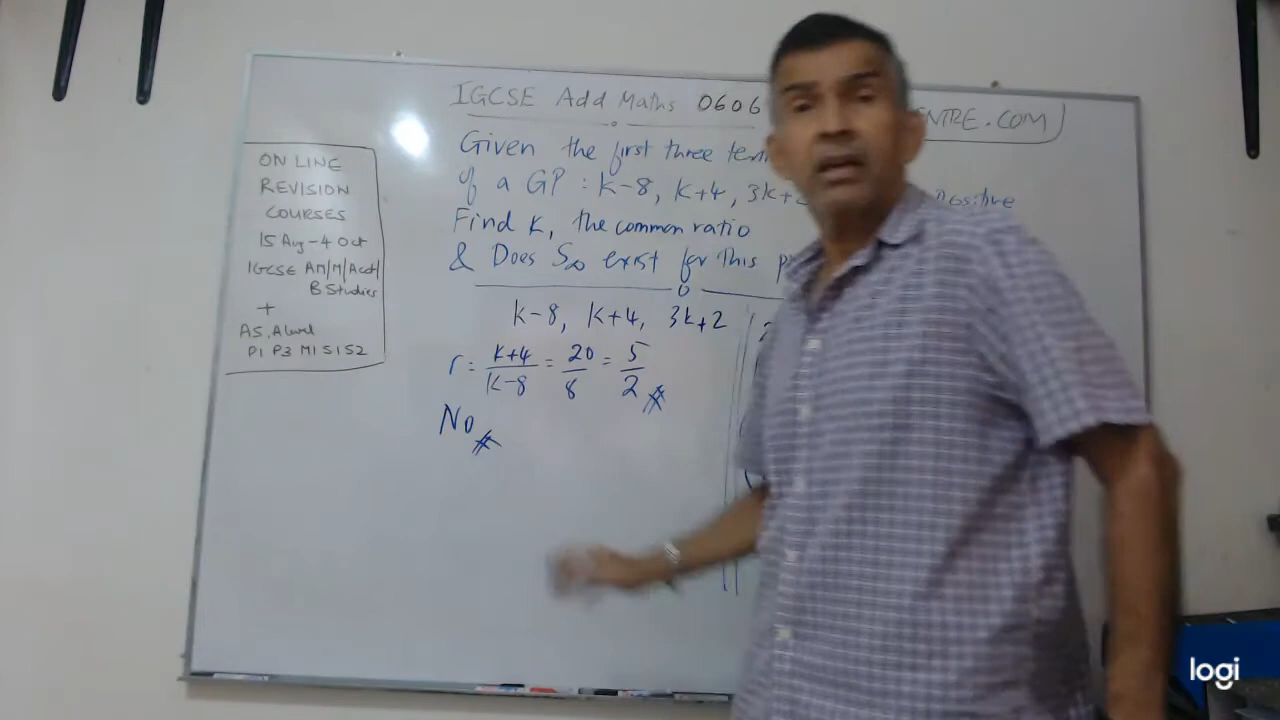 IGCSE Add Maths 0606
ENTRE.COM
Given the first three
of a GP : k-8, k+4, 3k+2 Positive
Find k, the common ratio
& Does S∞ exist for this
k-8, k+4, 3k+2
r = k+4/k-8 = 20/8 = 5/2
No
ON LINE
REVISION
COURSES
15 Aug - 4 Oct
IGCSE AM/M/Acct/
B Studies
+
AS, A Level
P1 P3 M1 S1 S2
logi